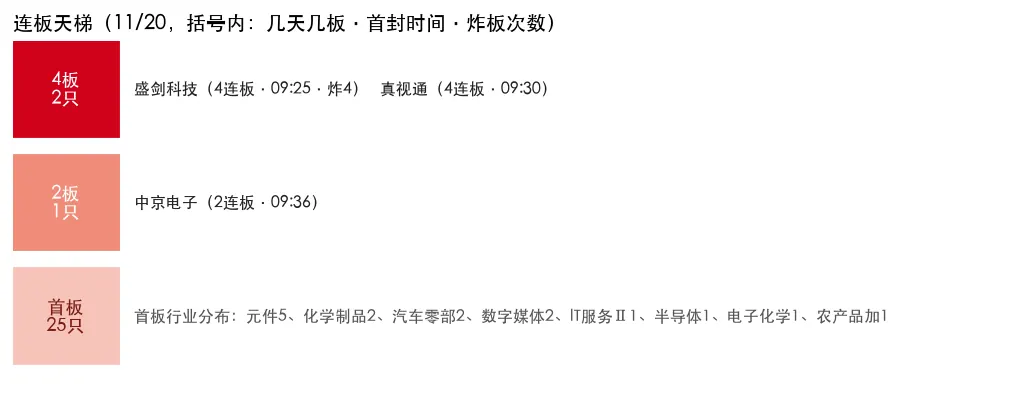 连板天梯（11/20，括号内：几天几板·首封时间·炸板次数）
4板
2只
盛剑科技（4连板·09:25·炸4） 真视通（4连板·09:30）
2板
1只
中京电子（2连板·09:36）
首板
25只
首板行业分布：元件5、化学制品2、汽车零部2、数字媒体2、IT服务Ⅱ1、半导体1、电子化学1、农产品加1